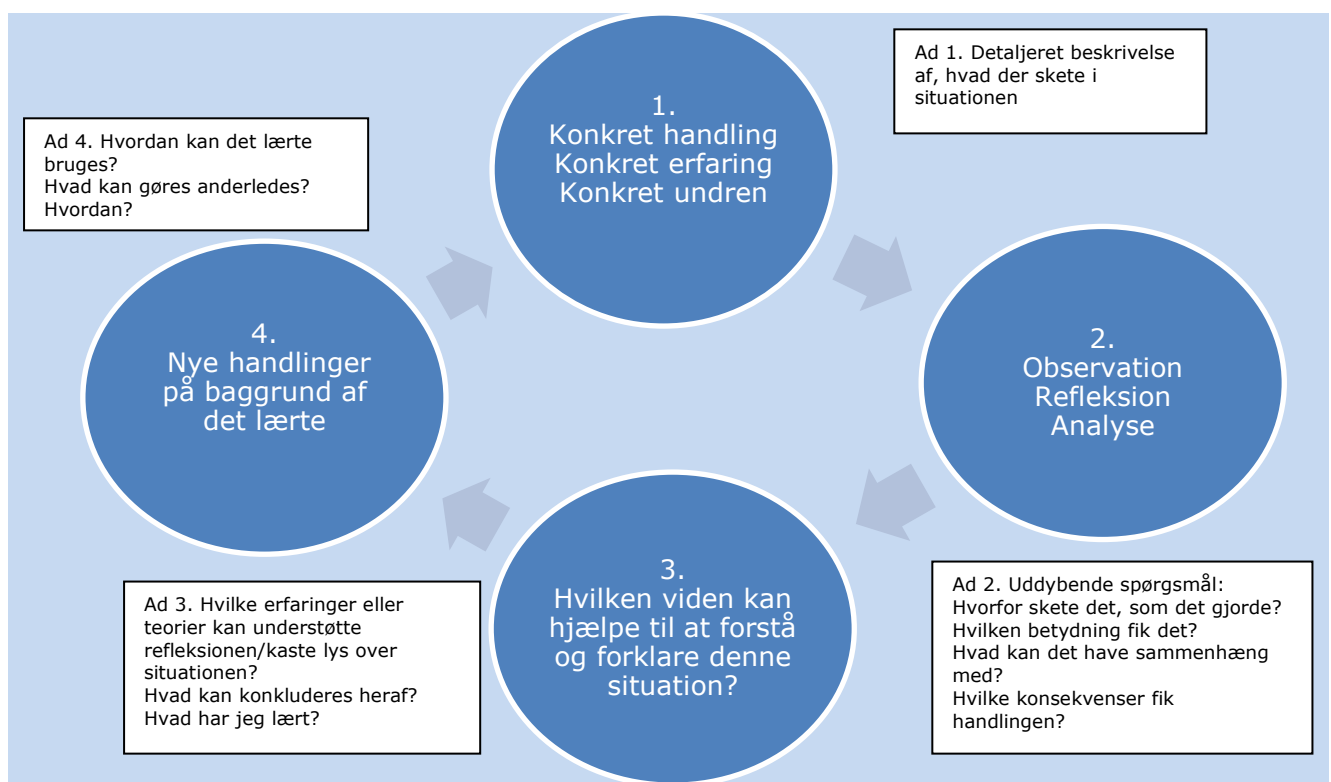 1.
Konkret handling
Konkret erfaring
Konkret undren
Ad 1. Detaljeret beskrivelse
af, hvad der skete i
situationen
2.
Observation
Refleksion
Analyse
Ad 2. Uddybende spørgsmål:
Hvorfor skete det, som det gjorde?
Hvilken betydning fik det?
Hvad kan det have sammenhæng
med?
Hvilke konsekvenser fik
handlingen?
3.
Hvilken viden kan
hjælpe til at forstå
og forklare denne
situation?
Ad 3. Hvilke erfaringer eller
teorier kan understøtte
refleksionen/kaste lys over
situationen?
Hvad kan konkluderes heraf?
Hvad har jeg lært?
4.
Nye handlinger
på baggrund af
det lærte
Ad 4. Hvordan kan det lærte
bruges?
Hvad kan gøres anderledes?
Hvordan?